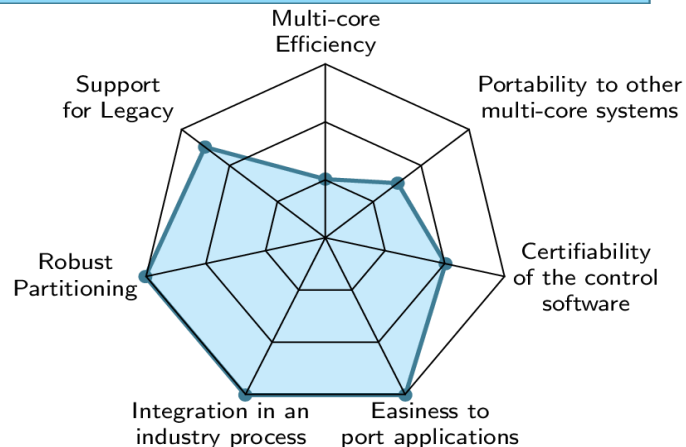 Multi-core
Efficiency
Support
for Legacy
Portability to other
multi-core systems
Robust
Partitioning
Certifiability
of the control
software
Integration in an
industry process
Easiness to
port applications